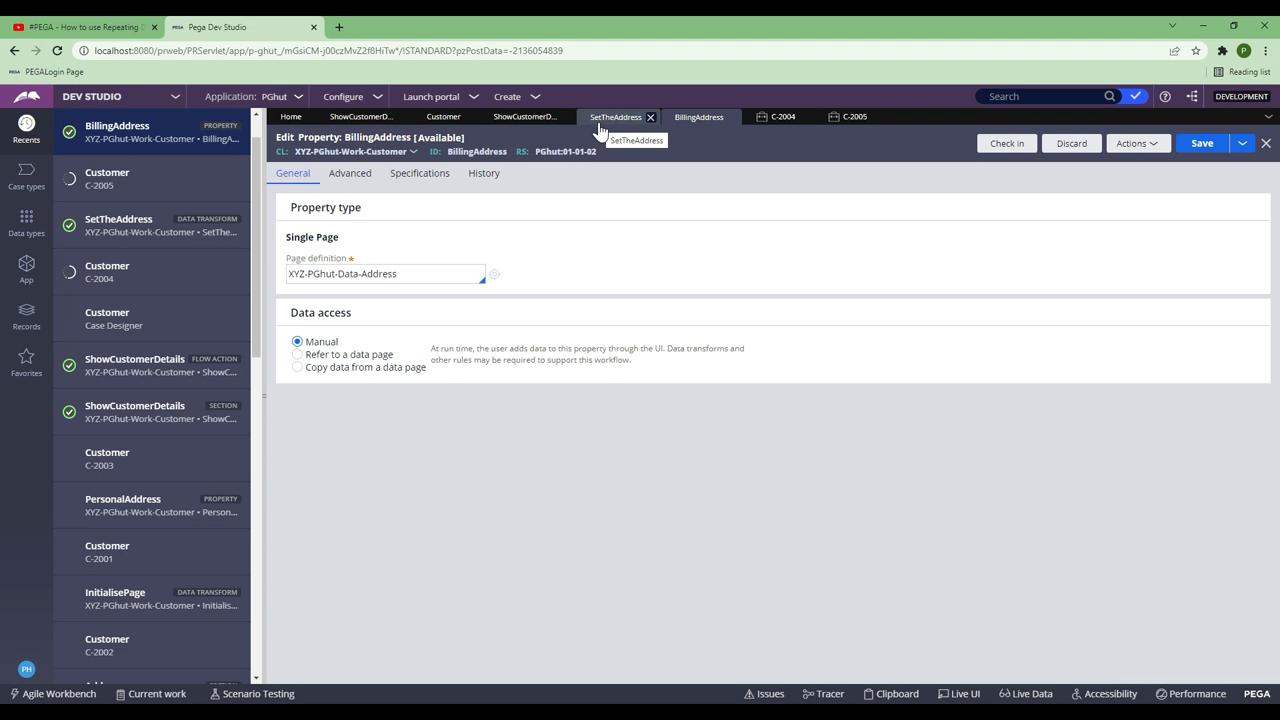 #PEGA - How to use Repeating D
PEGA Pega Dev Studio
localhost:8080/prweb/PRServlet/app/p-ghut_/mGsiCM-j00czMvZ2f8HiTw*/!STANDARD?pzPostData=-2136054839
P
PEGA PEGALogin Page
Reading list
DEV STUDIO
Application: PGhut
Configure
Launch portal
Create
Search
DEVELOPMENT
Recents
Case types
Data types
App
Records
Favorites
PH
BillingAddress PROPERTY
XYZ-PGhut-Work-Customer • BillingA...
Customer
C-2005
SetTheAddress DATA TRANSFORM
XYZ-PGhut-Work-Customer • SetThe...
Customer
C-2004
Customer
Case Designer
ShowCustomerDetails FLOW ACTION
XYZ-PGhut-Work-Customer • ShowC...
ShowCustomerDetails SECTION
XYZ-PGhut-Work-Customer • ShowC...
Customer
C-2003
PersonalAddress PROPERTY
XYZ-PGhut-Work-Customer • Person...
Customer
C-2001
InitialisePage DATA TRANSFORM
XYZ-PGhut-Work-Customer • Initialis...
Customer
C-2002
Home ShowCustomerD... Customer ShowCustomerD... SetTheAddress BillingAddress C-2004 C-2005
SetTheAddress
Edit Property: BillingAddress [Available]
CL: XYZ-PGhut-Work-Customer ID: BillingAddress RS: PGhut:01-01-02
Check in Discard Actions Save
General Advanced Specifications History
Property type
Single Page
Page definition ★
XYZ-PGhut-Data-Address
Data access
Manual
Refer to a data page
Copy data from a data page
At run time, the user adds data to this property through the UI. Data transforms and
other rules may be required to support this workflow.
Agile Workbench Current work Scenario Testing Issues Tracer Clipboard Live UI Live Data Accessibility Performance PEGA